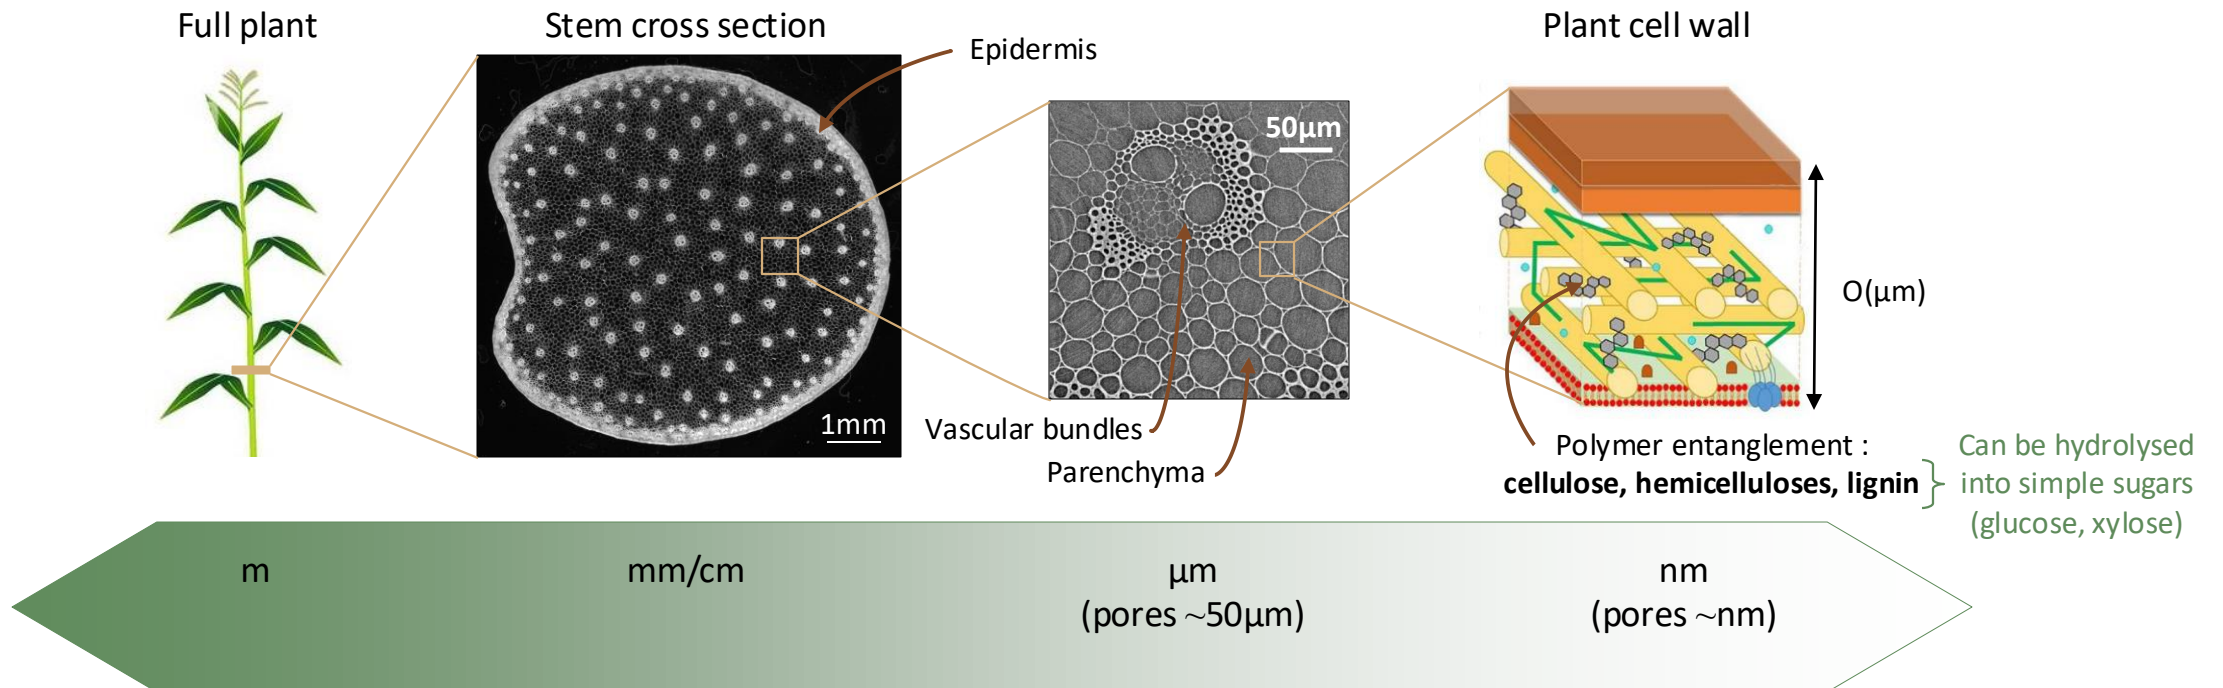 Full plant
Stem cross section
Epidermis
Plant cell wall
50µm
O(µm)
1mm
Vascular bundles
Parenchyma
Polymer entanglement :
cellulose, hemicelluloses, lignin
Can be hydrolysed
into simple sugars
(glucose, xylose)
m
mm/cm
µm
(pores ~50µm)
nm
(pores ~nm)